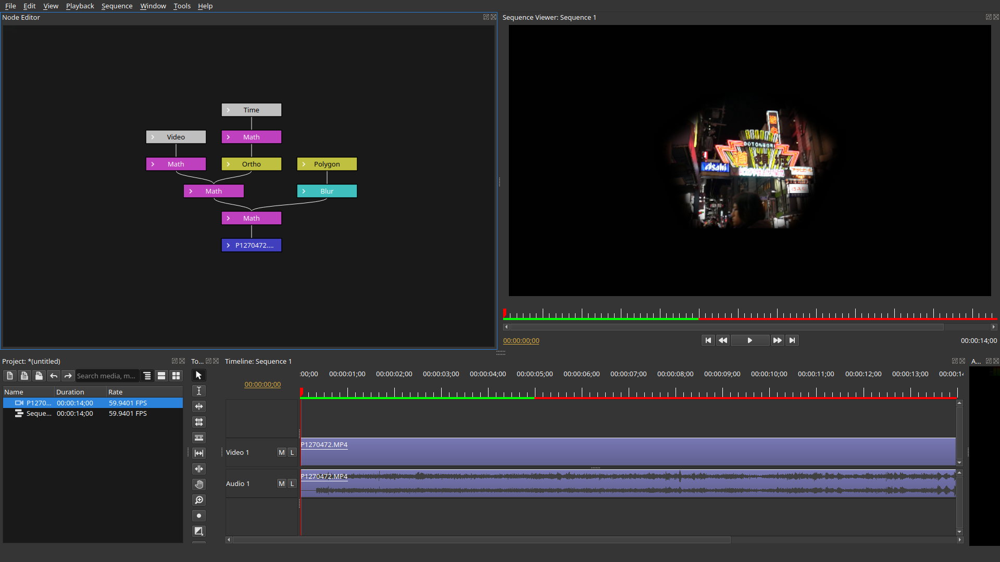 File Edit View Playback Sequence Window Tools Help
Node Editor
Sequence Viewer: Sequence 1
Time
Video
Math
Math
Ortho
Polygon
Math
Blur
Math
P1270472....
DOTONBORI
道
Asahi
00:00:00;00
00:00:14;00
Project: *(untitled)
To...
Timeline: Sequence 1
A...
Search media, m...
Name Duration Rate
P1270... 00:00:14;00 59.9401 FPS
Seque... 00:00:14;00 59.9401 FPS
:00;00 00:00:01;00 00:00:02;00 00:00:03;00 00:00:04;00 00:00:05;00 00:00:06;00 00:00:07;00 00:00:08;00 00:00:09;00 00:00:10;00 00:00:11;00 00:00:12;00 00:00:13;00 00:00:14
00:00:00;00
Video 1 M L
P1270472.MP4
Audio 1 M L
P1270472.MP4